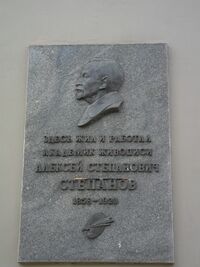 ЗДЕСЬ ЖИЛ И РАБОТАЛ
АКАДЕМИК ЖИВОПИСИ
АЛЕКСЕЙ СТЕПАНОВИЧ
СТЕПАНОВ
1858-1923